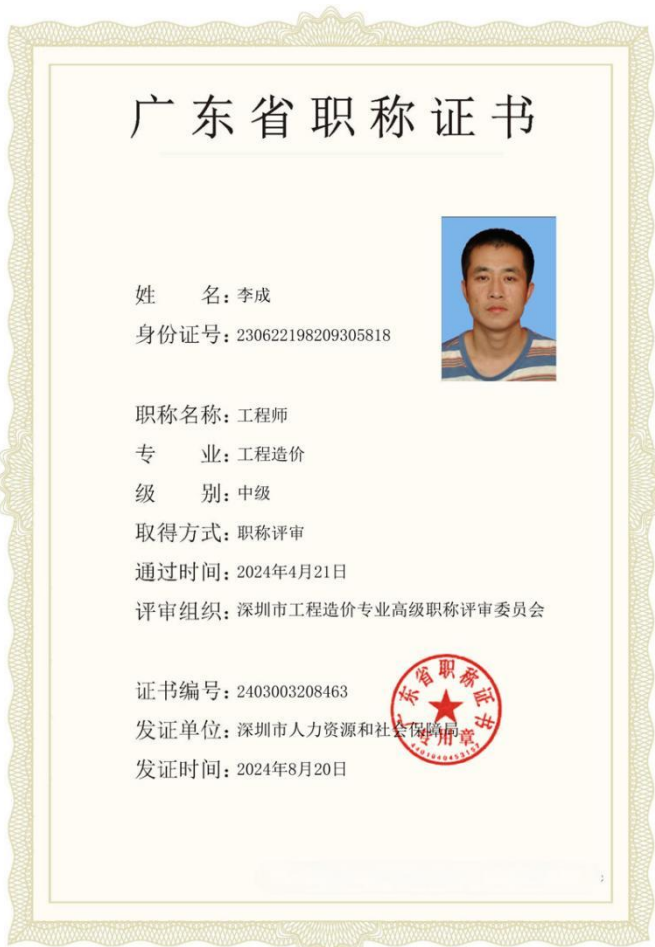 广东省职称证书
姓 名：李成
身份证号：230622198209305818
职称名称：工程师
专 业：工程造价
级 别：中级
取得方式：职称评审
通过时间：2024年4月21日
评审组织：深圳市工程造价专业高级职称评审委员会
证书编号：2403003208463
发证单位：深圳市人力资源和社会保障局
发证时间：2024年8月20日
广东省职称证书
专用章